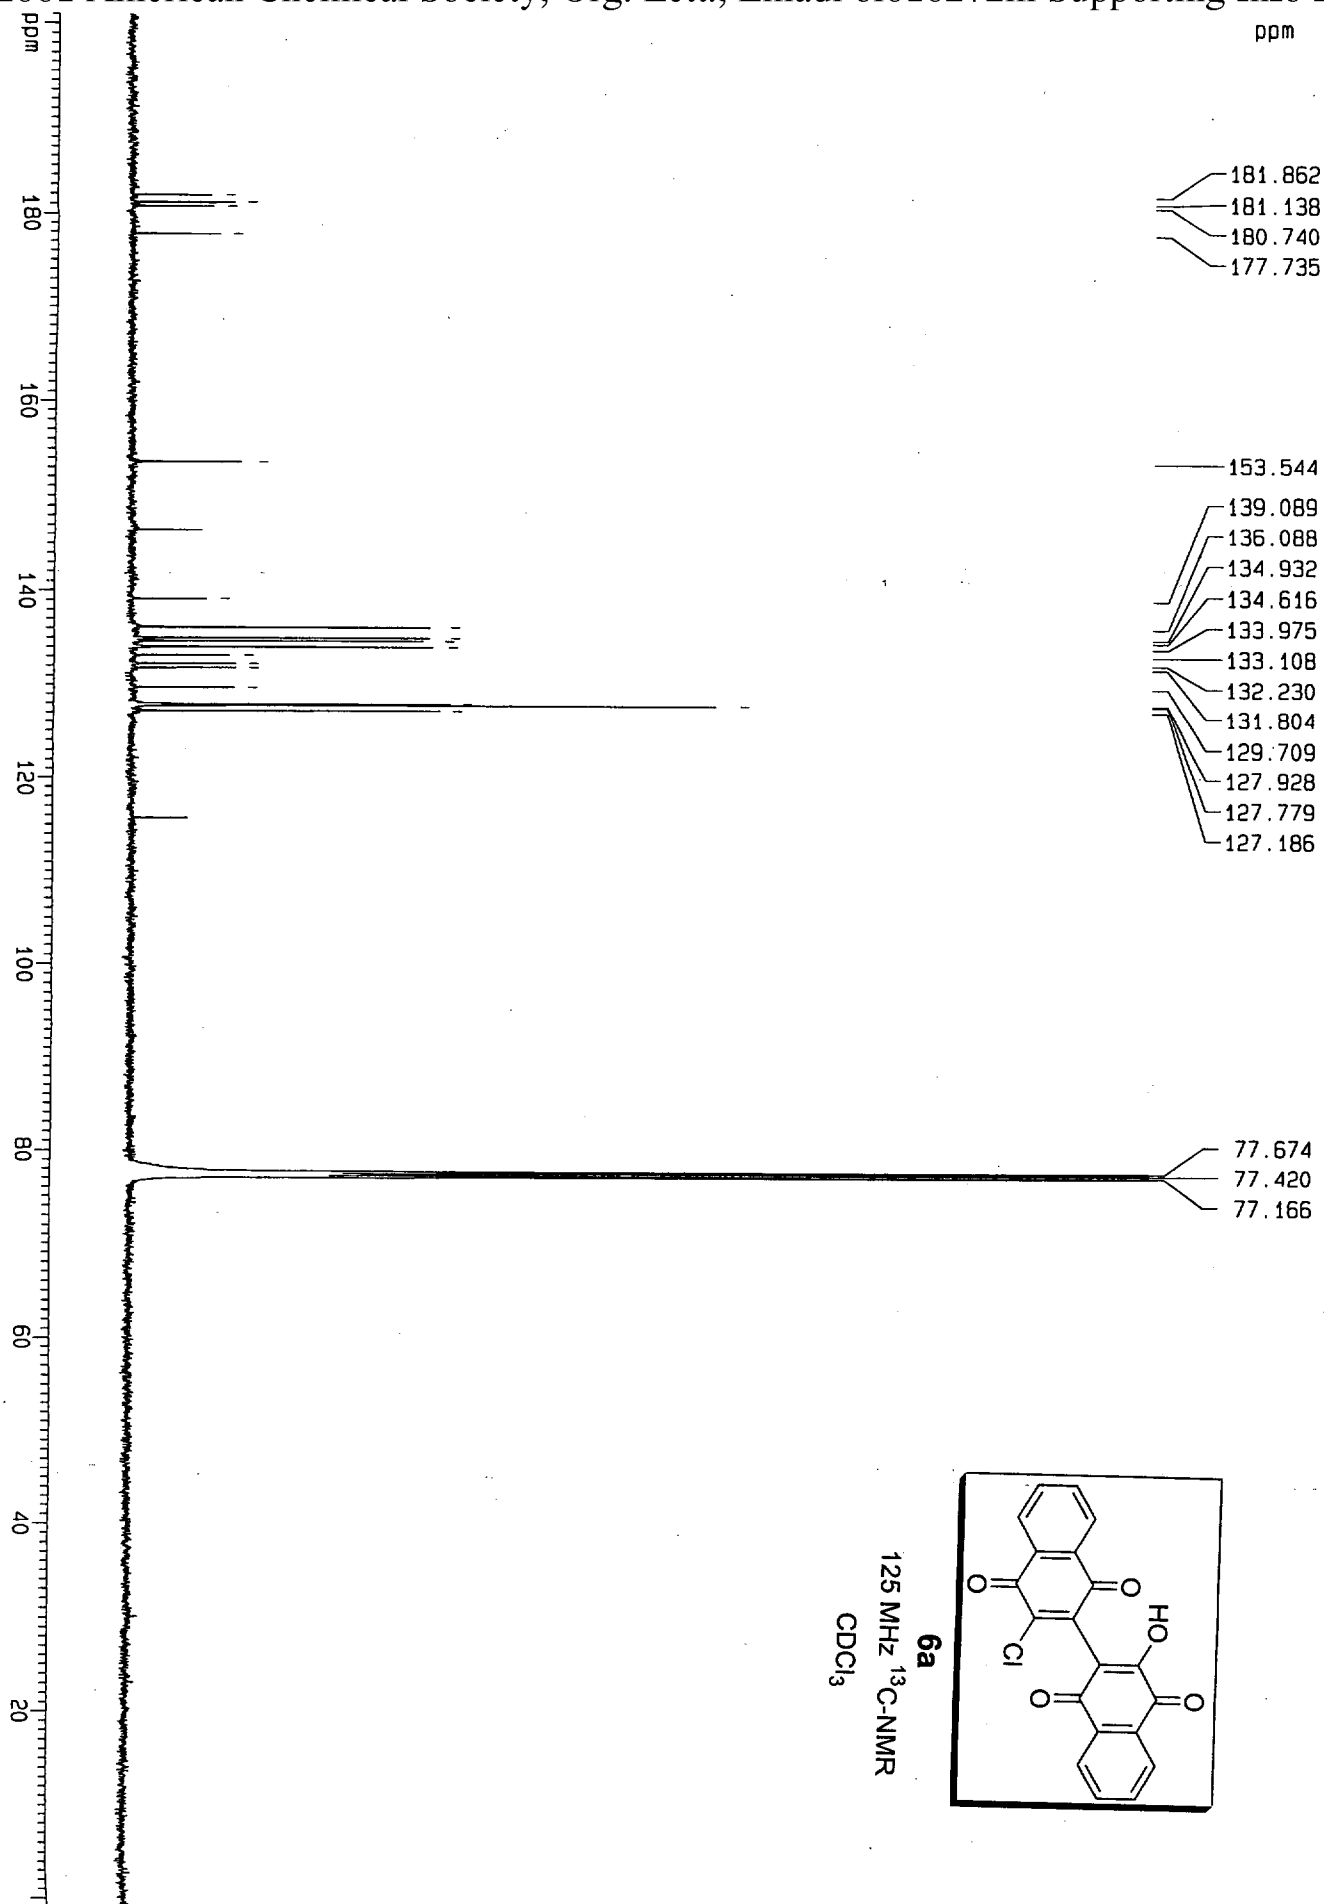 American Chemical Society, Org. Lett.,
Supporting Info
ppm
ppm
181.862
181.138
180.740
177.735
153.544
139.089
136.088
134.932
134.616
133.975
133.108
132.230
131.804
129.709
127.928
127.779
127.186
77.674
77.420
77.166
180
160
140
120
100
80
60
40
20
O
O
Cl
HO
O
O
6a
125 MHz ¹³C-NMR
CDCl₃